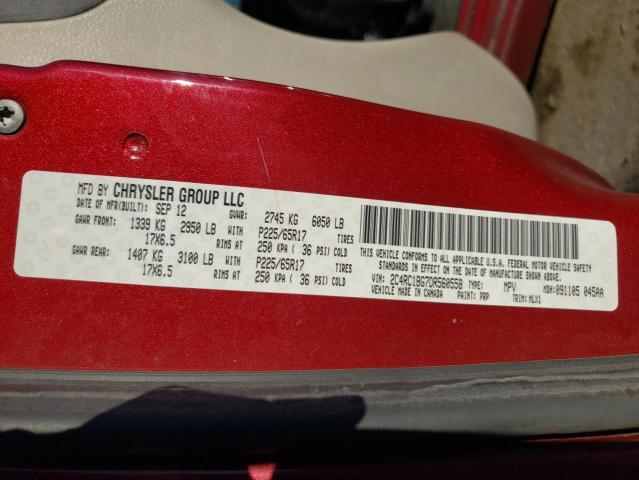 MFD BY CHRYSLER GROUP LLC
DATE OF MFR(BUILT): SEP 12 GVWR: 2745 KG 6050 LB
GAWR FRONT: 1339 KG 2950 LB WITH P225/65R17 TIRES
17X6.5 RIMS AT 250 KPA ( 36 PSI) COLD
GAWR REAR: 1407 KG 3100 LB WITH P225/65R17 TIRES
17X6.5 RIMS AT 250 KPA ( 36 PSI) COLD
THIS VEHICLE CONFORMS TO ALL APPLICABLE U.S.A. FEDERAL MOTOR VEHICLE SAFETY
STANDARDS IN EFFECT ON THE DATE OF MANUFACTURE SHOWN ABOVE.
VIN: 2C4RC1BG7DR560558 TYPE: MPV MDH: 091105 045AA
VEHICLE MADE IN CANADA PAINT: PRP TRIM: MLX1